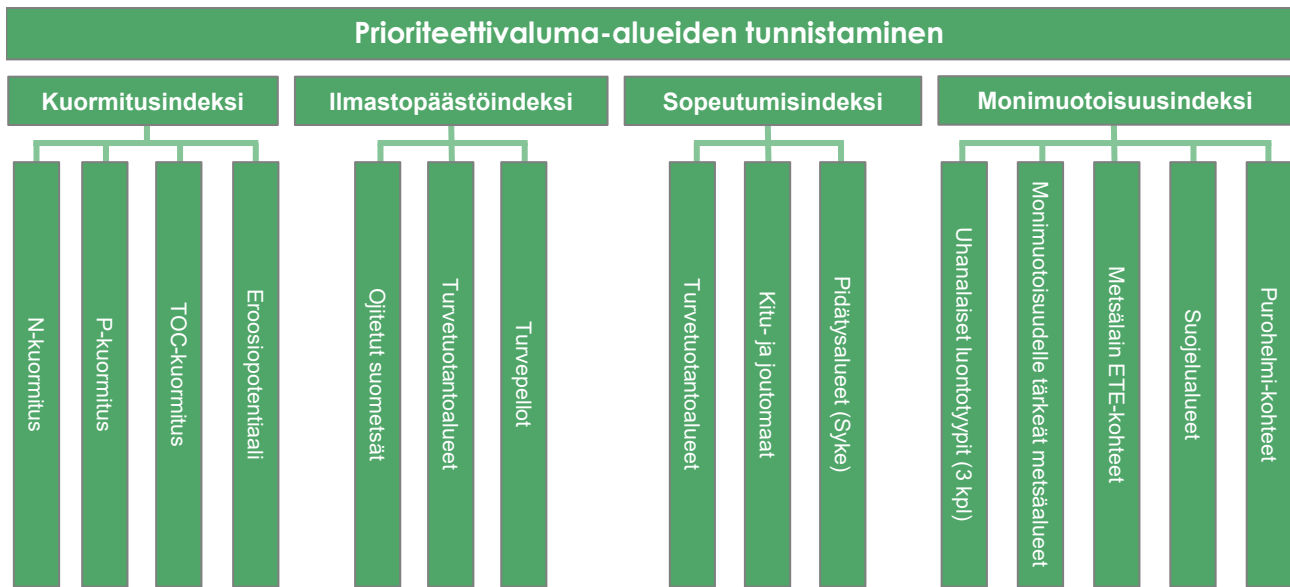 Prioriteettivaluma-alueiden tunnistaminen
Kuormitusindeksi
N-kuormitus
P-kuormitus
TOC-kuormitus
Eroosiopotentiaali
Ilmastopäästöindeksi
Ojitetut suometsät
Turvetuotantoalueet
Turvepellot
Sopeutumisindeksi
Turvetuotantoalueet
Kitu- ja joutomaat
Pidätysalueet (Syke)
Monimuotoisuusindeksi
Uhanalaiset luontotyypit (3 kpl)
Monimuotoisuudelle tärkeät metsäalueet
Metsälain ETE-kohteet
Suojelualueet
Purohelmi-kohteet